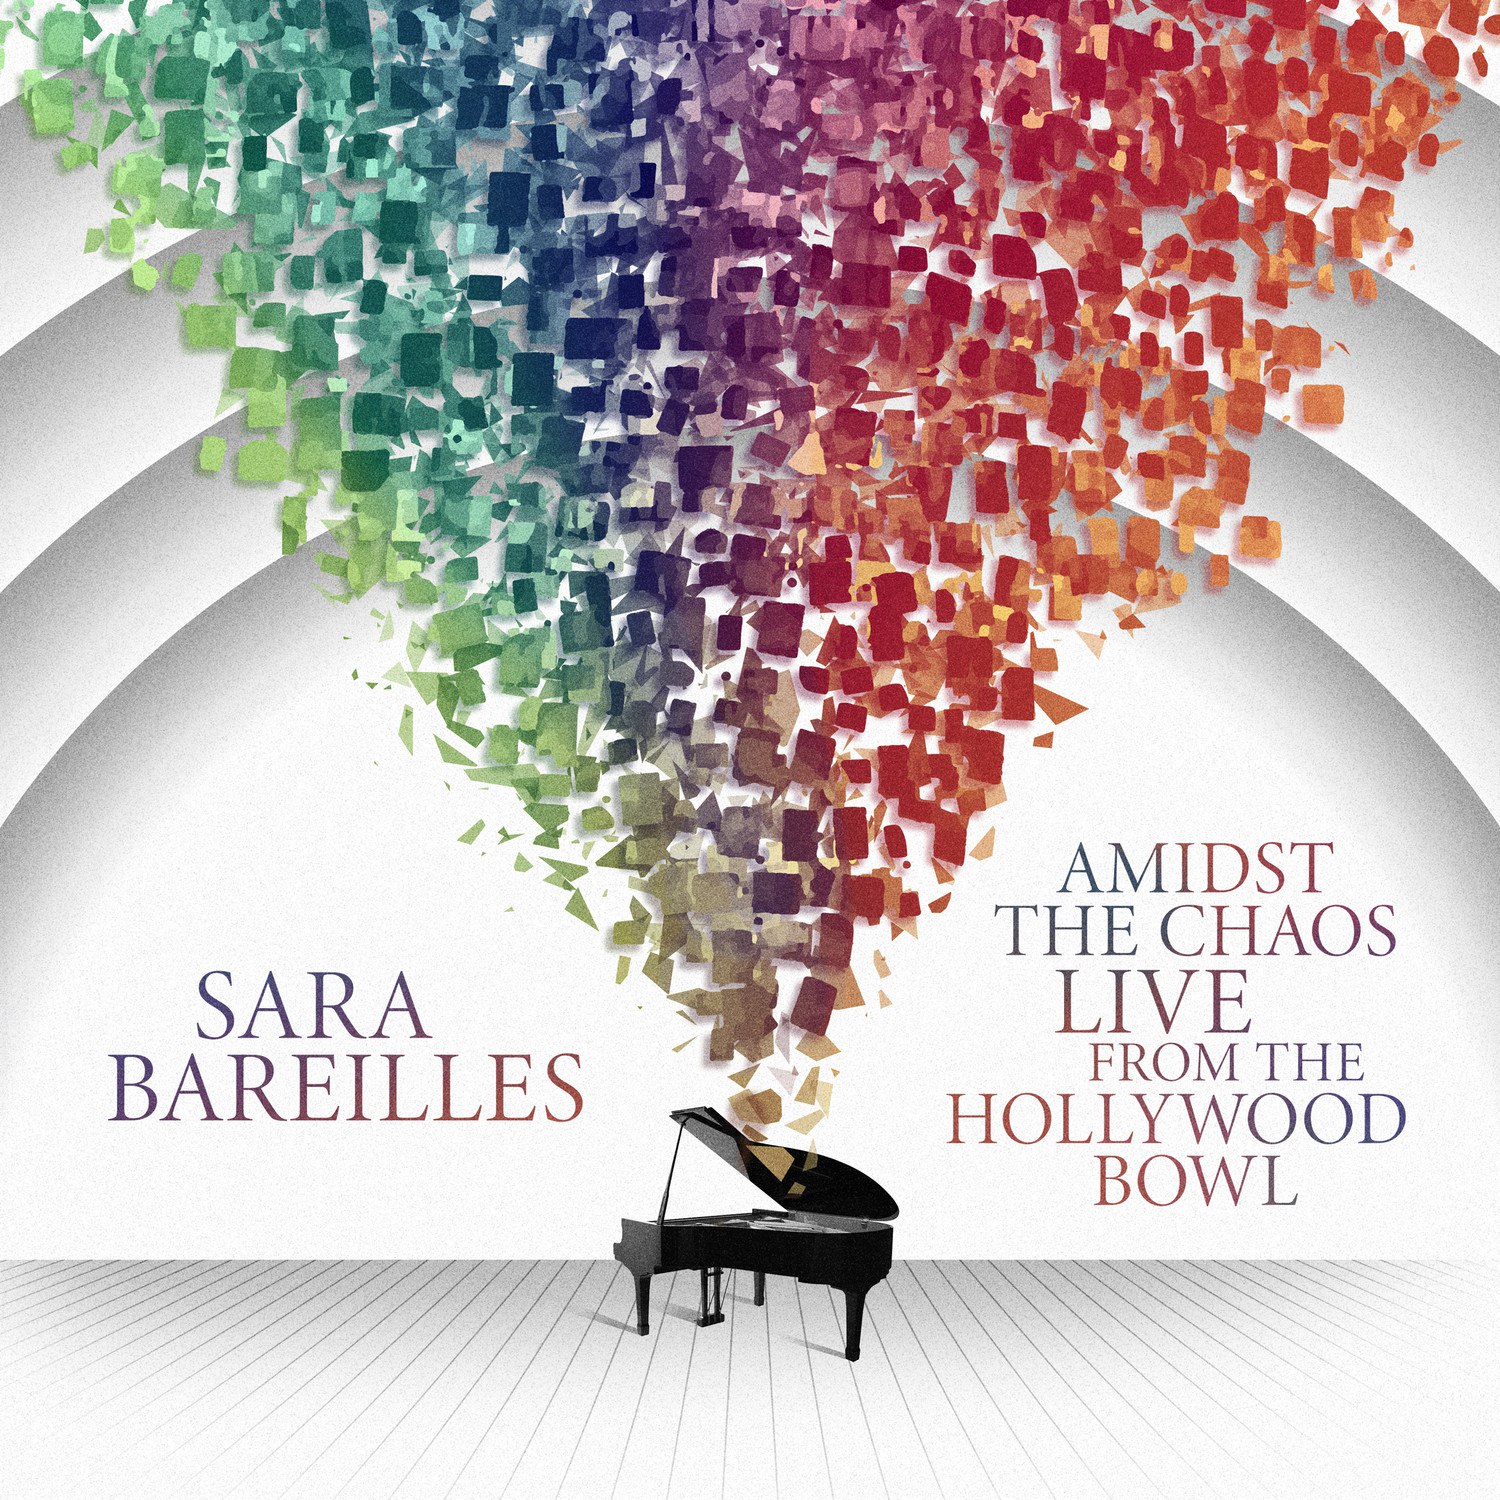 SARA
BAREILLES
AMIDST
THE CHAOS
LIVE
FROM THE
HOLLYWOOD
BOWL